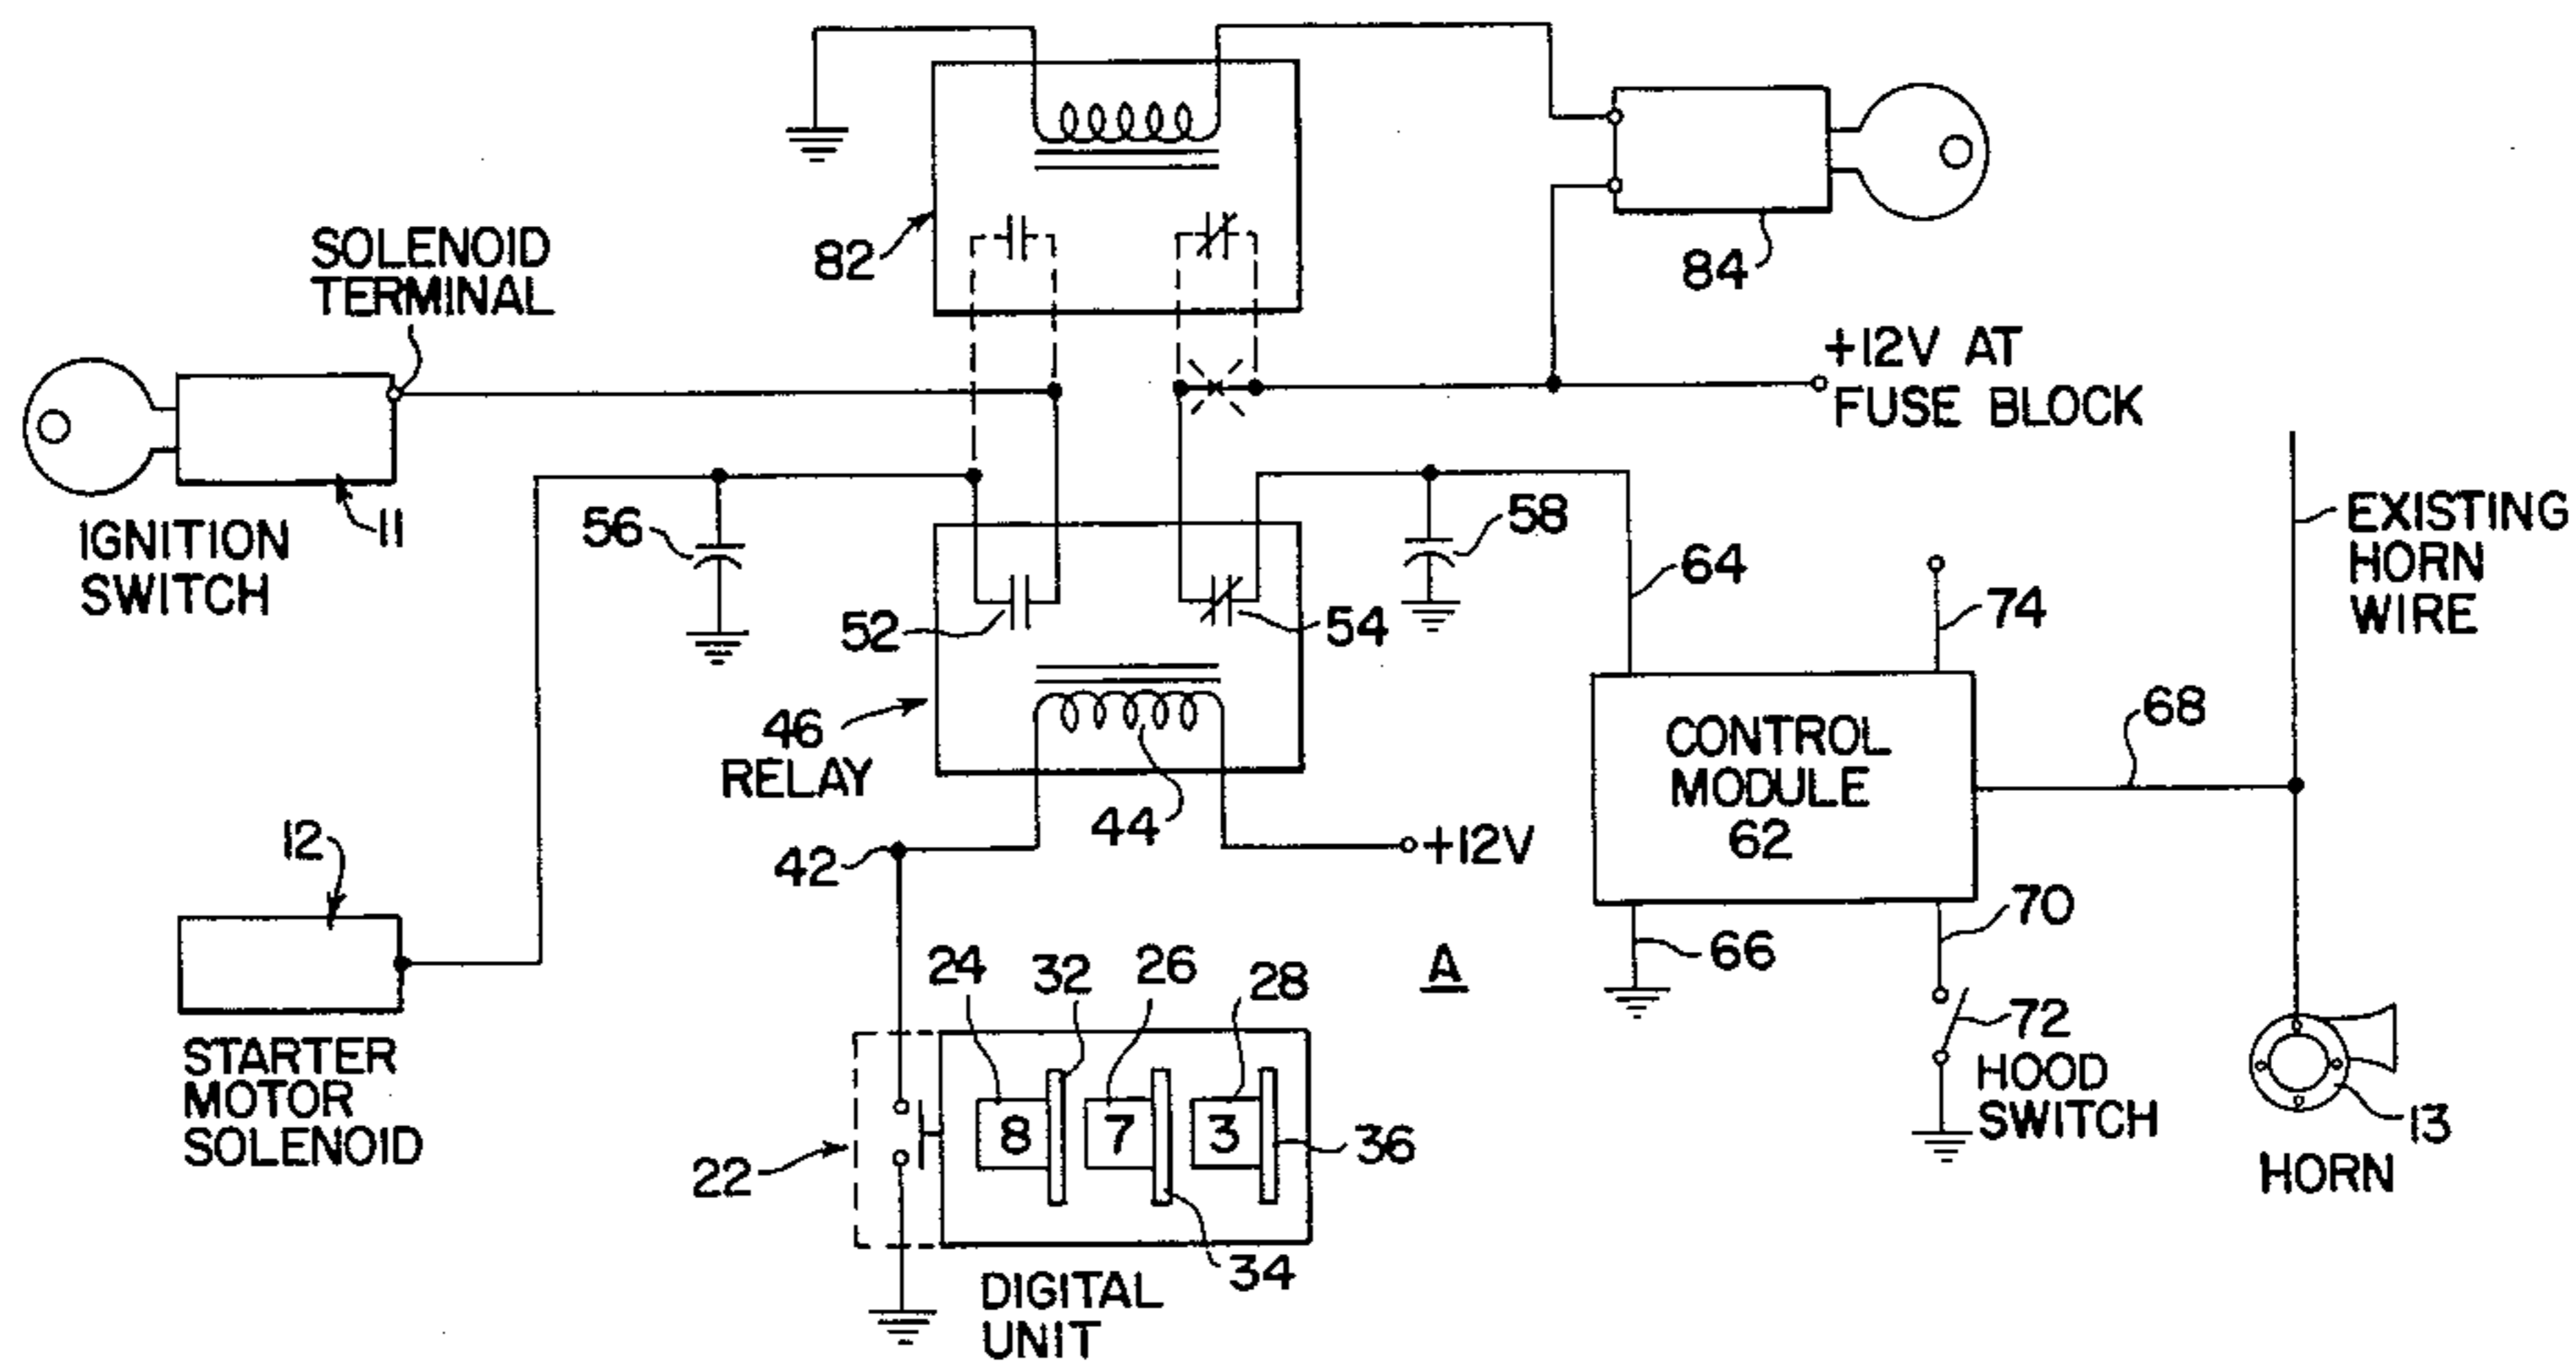 82
84
SOLENOID
TERMINAL
+12V AT
FUSE BLOCK
11
IGNITION
SWITCH
56
58
EXISTING
HORN
WIRE
64
74
52
54
46
RELAY
44
68
CONTROL
MODULE
62
12
42
+12V
70
66
A
24
32
26
28
72
HOOD
SWITCH
STARTER
MOTOR
SOLENOID
8
7
3
22
36
13
HORN
34
DIGITAL
UNIT